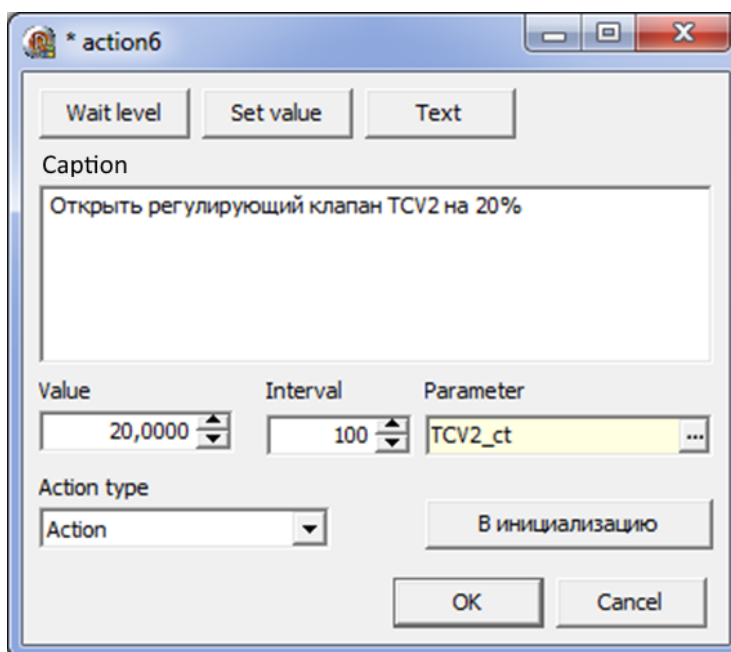 * action6
Wait level Set value Text
Caption
Открыть регулирующий клапан TCV2 на 20%
Value Interval Parameter
20,0000 100 TCV2_ct ...
Action type
Action В инициализацию
OK Cancel